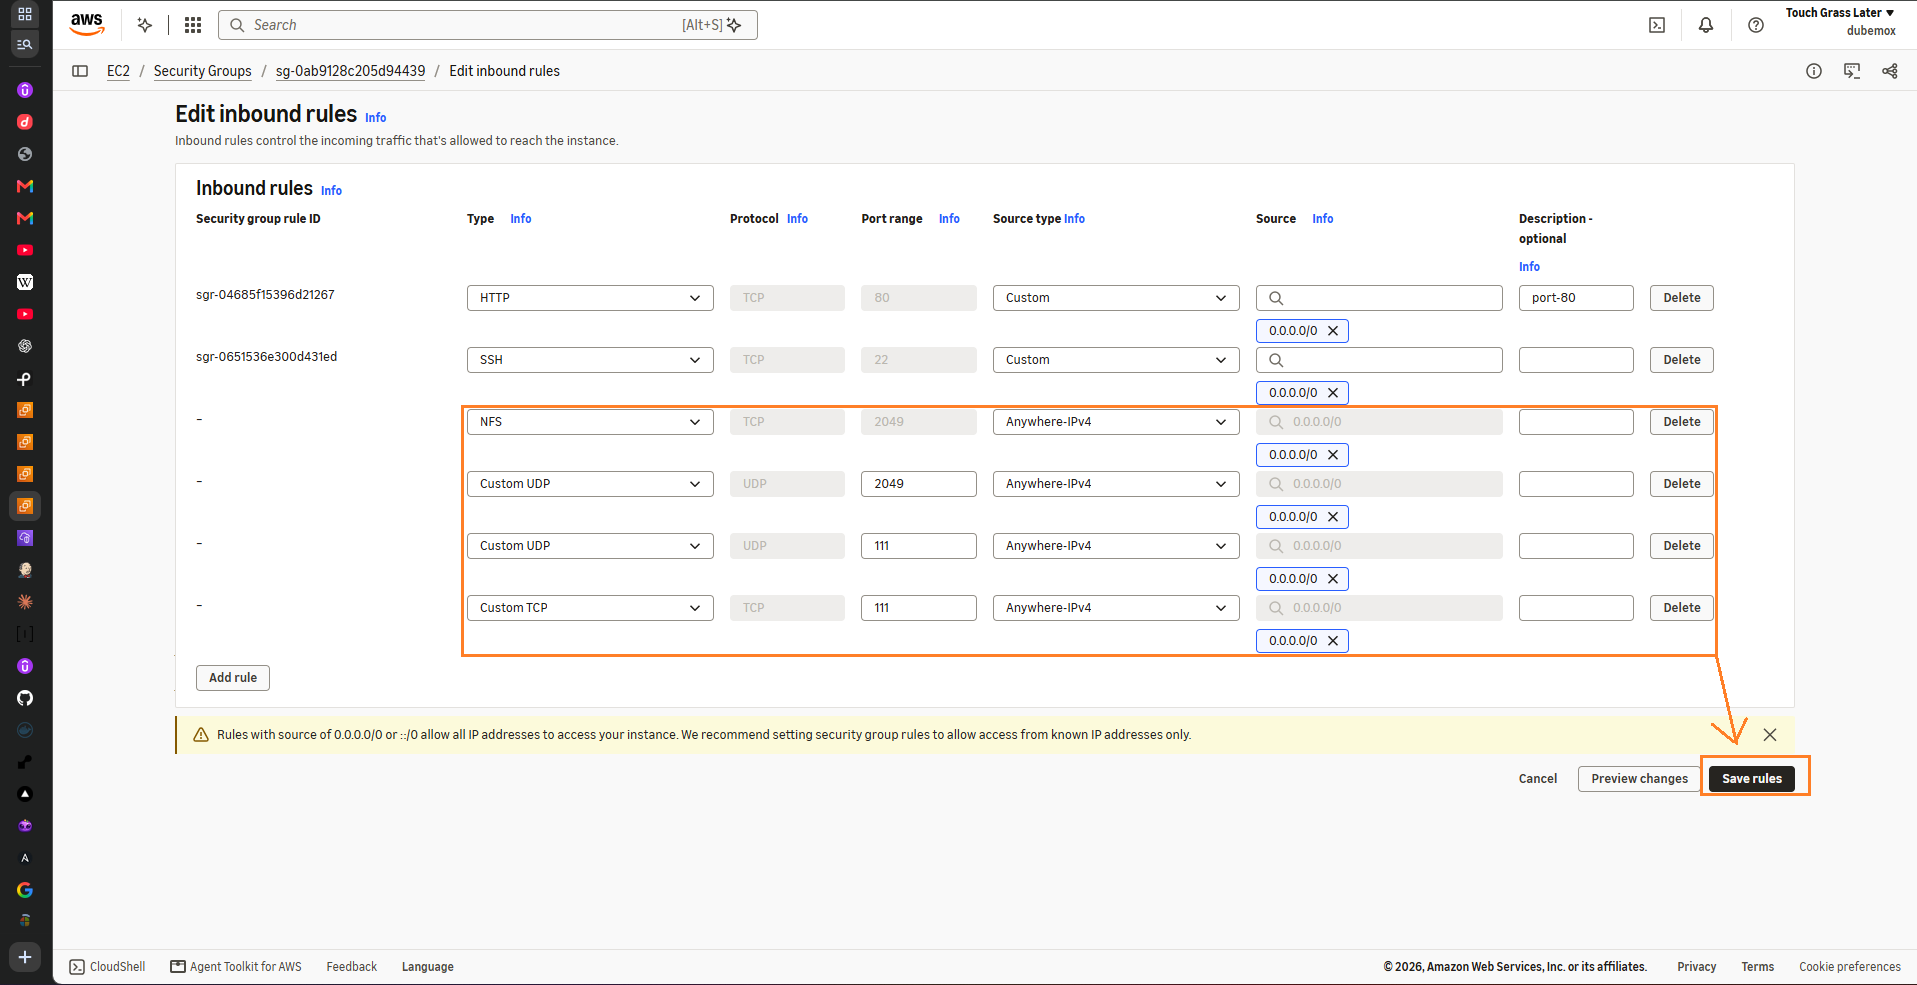 aws
Search
[Alt+S]
Touch Grass Later
dubemox
EC2 / Security Groups / sg-0ab9128c205d94439 / Edit inbound rules
Edit inbound rules Info
Inbound rules control the incoming traffic that's allowed to reach the instance.
Inbound rules Info
Security group rule ID Type Info Protocol Info Port range Info Source type Info Source Info Description - optional Info
sgr-04685f15396d21267 HTTP TCP 80 Custom port-80 Delete
0.0.0.0/0
sgr-0651536e300d431ed SSH TCP 22 Custom Delete
0.0.0.0/0
- NFS TCP 2049 Anywhere-IPv4 0.0.0.0/0 Delete
0.0.0.0/0
- Custom UDP UDP 2049 Anywhere-IPv4 0.0.0.0/0 Delete
0.0.0.0/0
- Custom UDP UDP 111 Anywhere-IPv4 0.0.0.0/0 Delete
0.0.0.0/0
- Custom TCP TCP 111 Anywhere-IPv4 0.0.0.0/0 Delete
0.0.0.0/0
Add rule
Rules with source of 0.0.0.0/0 or ::/0 allow all IP addresses to access your instance. We recommend setting security group rules to allow access from known IP addresses only.
Cancel Preview changes Save rules
CloudShell Agent Toolkit for AWS Feedback Language © 2026, Amazon Web Services, Inc. or its affiliates. Privacy Terms Cookie preferences